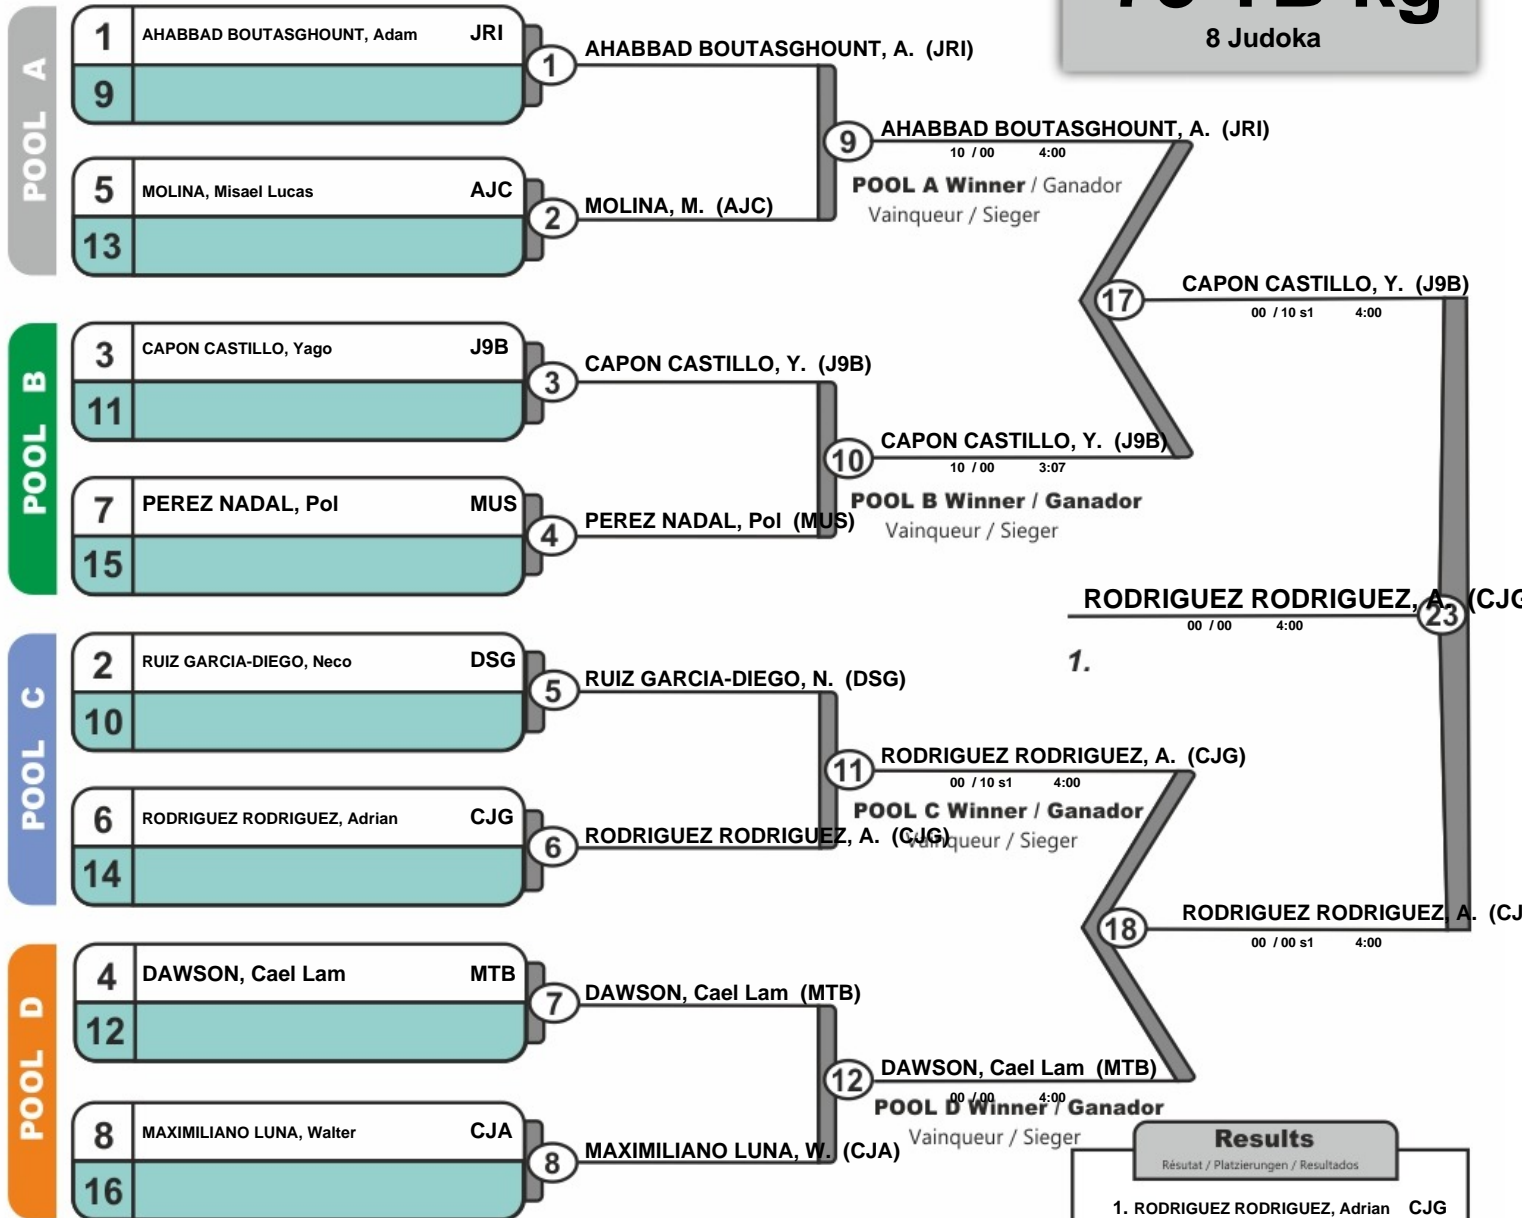 kg
8 Judoka
POOL A
1 AHABBAD BOUTASGHOUNT, Adam JRI
9
1 AHABBAD BOUTASGHOUNT, A. (JRI)
5 MOLINA, Misael Lucas AJC
13
2 MOLINA, M. (AJC)
9 AHABBAD BOUTASGHOUNT, A. (JRI)
10 / 00 4:00
POOL A Winner / Ganador
Vainqueur / Sieger
POOL B
3 CAPON CASTILLO, Yago J9B
11
3 CAPON CASTILLO, Y. (J9B)
7 PEREZ NADAL, Pol MUS
15
4 PEREZ NADAL, Pol (MUS)
10 CAPON CASTILLO, Y. (J9B)
10 / 00 3:07
POOL B Winner / Ganador
Vainqueur / Sieger
17 CAPON CASTILLO, Y. (J9B)
00 / 10 s1 4:00
RODRIGUEZ RODRIGUEZ, A. (CJG
23
00 / 00 4:00
1.
POOL C
2 RUIZ GARCIA-DIEGO, Neco DSG
10
5 RUIZ GARCIA-DIEGO, N. (DSG)
6 RODRIGUEZ RODRIGUEZ, Adrian CJG
14
6 RODRIGUEZ RODRIGUEZ, A. (CJG)
11 RODRIGUEZ RODRIGUEZ, A. (CJG)
00 / 10 s1 4:00
POOL C Winner / Ganador
Vainqueur / Sieger
POOL D
4 DAWSON, Cael Lam MTB
12
7 DAWSON, Cael Lam (MTB)
8 MAXIMILIANO LUNA, Walter CJA
16
8 MAXIMILIANO LUNA, W. (CJA)
12 DAWSON, Cael Lam (MTB)
00 / 00 4:00
POOL D Winner / Ganador
Vainqueur / Sieger
18 RODRIGUEZ RODRIGUEZ, A. (CJ
00 / 00 s1 4:00
Results
Résutat / Platzierungen / Resultados
1. RODRIGUEZ RODRIGUEZ, Adrian CJG